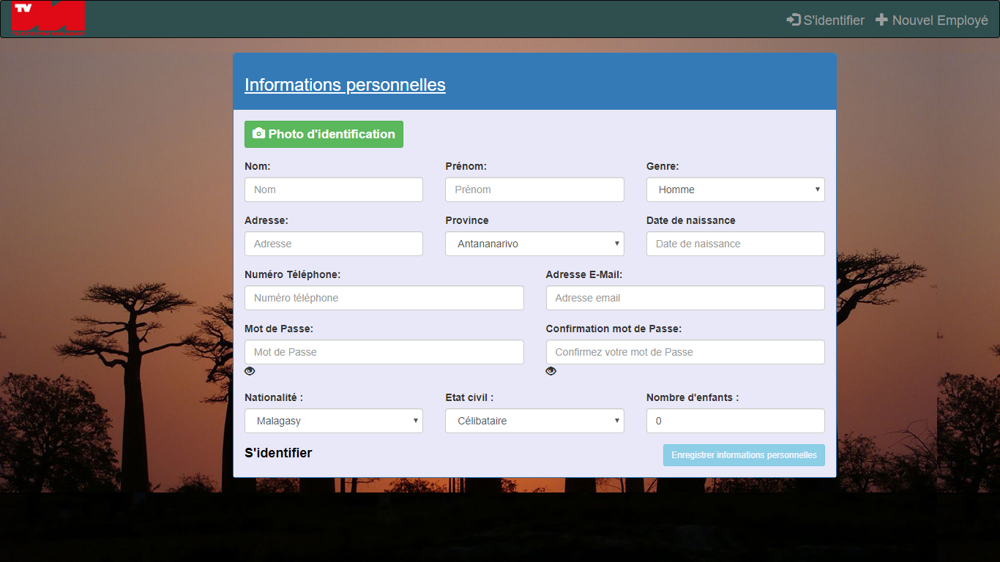 TV
S'identifier Nouvel Employé
Informations personnelles
Photo d'identification
Nom: Prénom: Genre:
Nom Prénom Homme
Adresse: Province Date de naissance
Adresse Antananarivo Date de naissance
Numéro Téléphone: Adresse E-Mail:
Numéro téléphone Adresse email
Mot de Passe: Confirmation mot de Passe:
Mot de Passe Confirmez votre mot de Passe
Nationalité : Etat civil : Nombre d'enfants :
Malagasy Célibataire 0
S'identifier Enregistrer informations personnelles